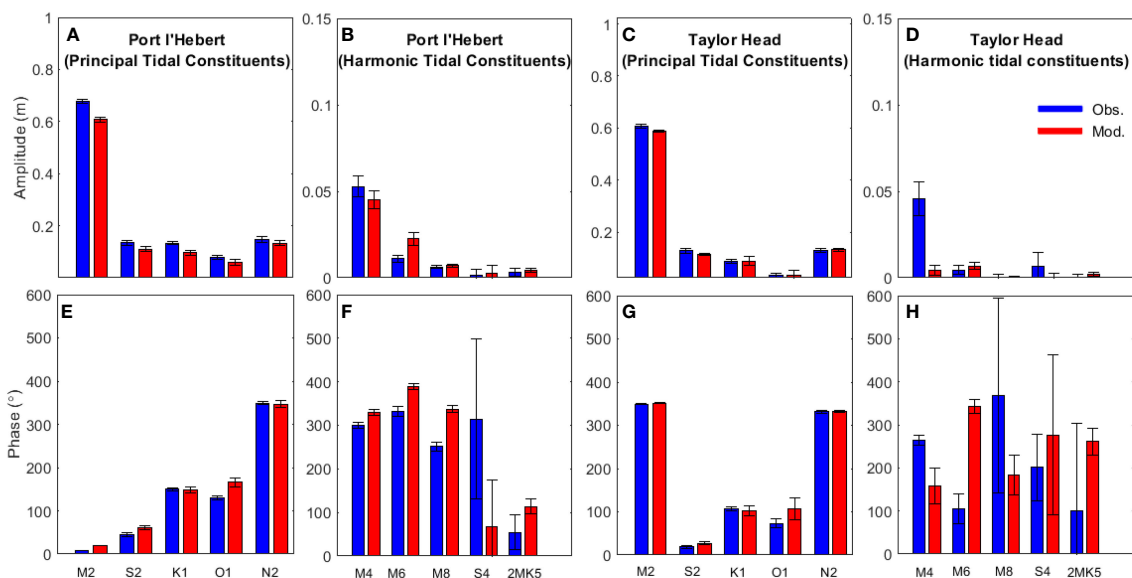 A
Port l'Hebert
(Principal Tidal Constituents)
B
Port l'Hebert
(Harmonic Tidal Constituents)
C
Taylor Head
(Principal Tidal Constituents)
D
Taylor Head
(Harmonic tidal constituents)
Obs.
Mod.
Amplitude (m)
1
0.8
0.6
0.4
0.2
0.15
0.1
0.05
0
1
0.8
0.6
0.4
0.2
0.15
0.1
0.05
0
E
F
G
H
Phase (°)
600
500
400
300
200
100
0
600
500
400
300
200
100
0
600
500
400
300
200
100
0
600
500
400
300
200
100
0
M2 S2 K1 O1 N2
M4 M6 M8 S4 2MK5
M2 S2 K1 O1 N2
M4 M6 M8 S4 2MK5